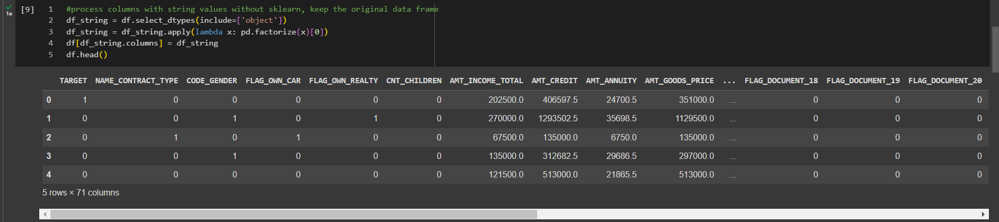 [9] 1 #process columns with string values without sklearn, keep the original data frame
1s 2 df_string = df.select_dtypes(include=['object'])
3 df_string = df_string.apply(lambda x: pd.factorize(x)[0])
4 df[df_string.columns] = df_string
5 df.head()
TARGET NAME_CONTRACT_TYPE CODE_GENDER FLAG_OWN_CAR FLAG_OWN_REALTY CNT_CHILDREN AMT_INCOME_TOTAL AMT_CREDIT AMT_ANNUITY AMT_GOODS_PRICE ... FLAG_DOCUMENT_18 FLAG_DOCUMENT_19 FLAG_DOCUMENT_20
0 1 0 0 0 0 0 202500.0 406597.5 24700.5 351000.0 ... 0 0 0
1 0 0 1 0 1 0 270000.0 1293502.5 35698.5 1129500.0 ... 0 0 0
2 0 1 0 1 0 0 67500.0 135000.0 6750.0 135000.0 ... 0 0 0
3 0 0 1 0 0 0 135000.0 312682.5 29686.5 297000.0 ... 0 0 0
4 0 0 0 0 0 0 121500.0 513000.0 21865.5 513000.0 ... 0 0 0
5 rows × 71 columns